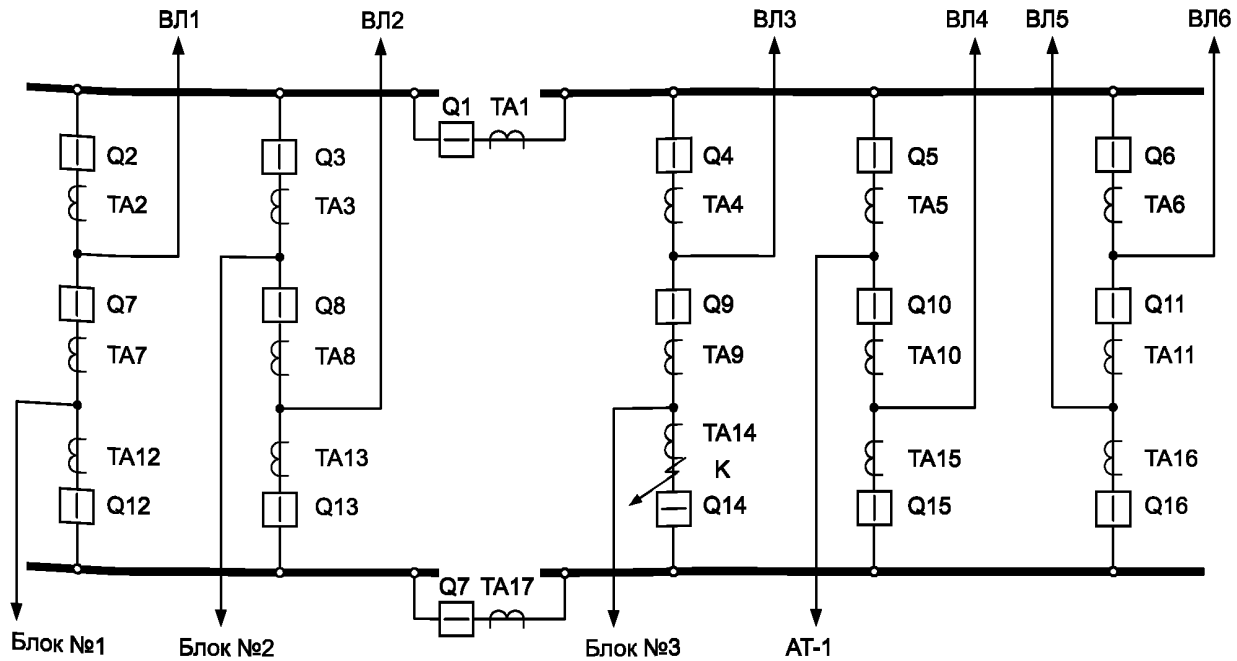 ВЛ1 ВЛ2 ВЛ3 ВЛ4 ВЛ5 ВЛ6
Q1 TA1
Q2 Q3 Q4 Q5 Q6
TA2 TA3 TA4 TA5 TA6
Q7 Q8 Q9 Q10 Q11
TA7 TA8 TA9 TA10 TA11
TA14
TA12 TA13 K TA15 TA16
Q12 Q13 Q14 Q15 Q16
Q7 TA17
Блок №1 Блок №2 Блок №3 АТ-1